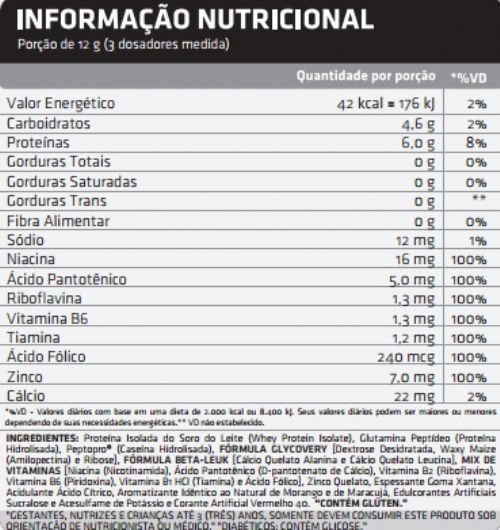 INFORMAÇÃO NUTRICIONAL
Porção de 12 g (3 dosadores medida)
Quantidade por porção *%VD
Valor Energético 42 kcal = 176 kJ 2%
Carboidratos 4,6 g 2%
Proteínas 6,0 g 8%
Gorduras Totais 0 g 0%
Gorduras Saturadas 0 g 0%
Gorduras Trans 0 g **
Fibra Alimentar 0 g 0%
Sódio 12 mg 1%
Niacina 16 mg 100%
Ácido Pantotênico 5,0 mg 100%
Riboflavina 1,3 mg 100%
Vitamina B6 1,3 mg 100%
Tiamina 1,2 mg 100%
Ácido Fólico 240 mcg 100%
Zinco 7,0 mg 100%
Cálcio 22 mg 2%
*%VD - Valores diários com base em uma dieta de 2.000 kcal ou 8.400 kJ. Seus valores diários podem ser maiores ou menores
dependendo de suas necessidades energéticas.** VD não estabelecido.
INGREDIENTES: Proteína Isolada do Soro do Leite (Whey Protein Isolate), Glutamina Peptídeo (Proteína
Hidrolisada), Peptopro® (Caseína Hidrolisada), FÓRMULA GLYCOVERY [Dextrose Desidratada, Waxy Maize
(Amilopectina) e Ribose], FÓRMULA BETA-LEUK [Cálcio Quelato Alanina e Cálcio Quelato Leucina], MIX DE
VITAMINAS [Niacina (Nicotinamida), Ácido Pantotênico (D-pantotenato de Cálcio), Vitamina B2 (Riboflavina),
Vitamina B6 (Piridoxina), Vitamina B1 HCl (Tiamina) e Ácido Fólico], Zinco Quelato, Espessante Goma Xantana,
Acidulante Ácido Cítrico, Aromatizante Idêntico ao Natural de Morango e de Maracujá, Edulcorantes Artificiais
Sucralose e Acesulfame de Potássio e Corante Artificial Vermelho 40. "CONTÉM GLÚTEN."
"GESTANTES, NUTRIZES E CRIANÇAS ATÉ 3 (TRÊS) ANOS, SOMENTE DEVEM CONSUMIR ESTE PRODUTO SOB
ORIENTAÇÃO DE NUTRICIONISTA OU MÉDICO." "DIABÉTICOS: CONTÉM GLICOSE."